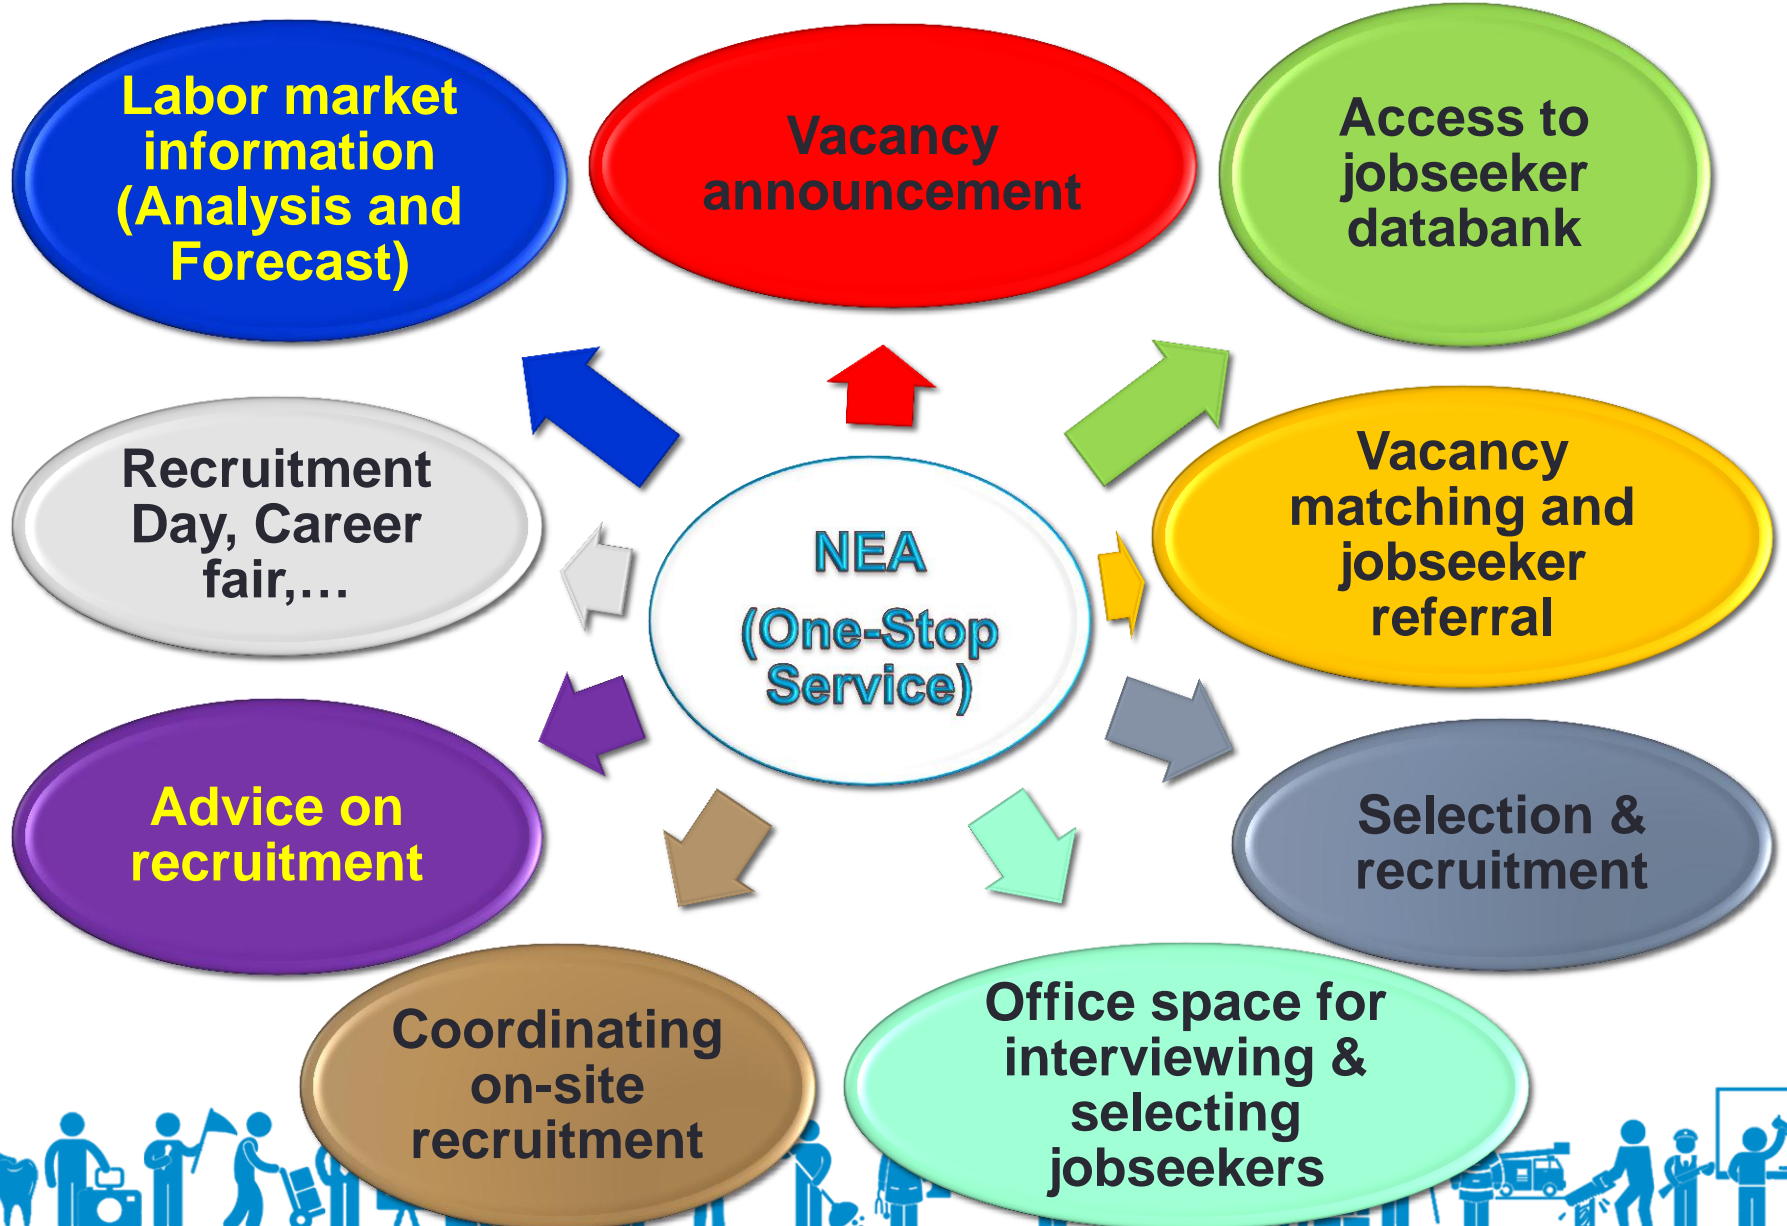 Labor market
information
(Analysis and
Forecast)
Vacancy
announcement
Access to
jobseeker
databank
Recruitment
Day, Career
fair,…
NEA
(One-Stop
Service)
Vacancy
matching and
jobseeker
referral
Advice on
recruitment
Selection &
recruitment
Coordinating
on-site
recruitment
Office space for
interviewing &
selecting
jobseekers